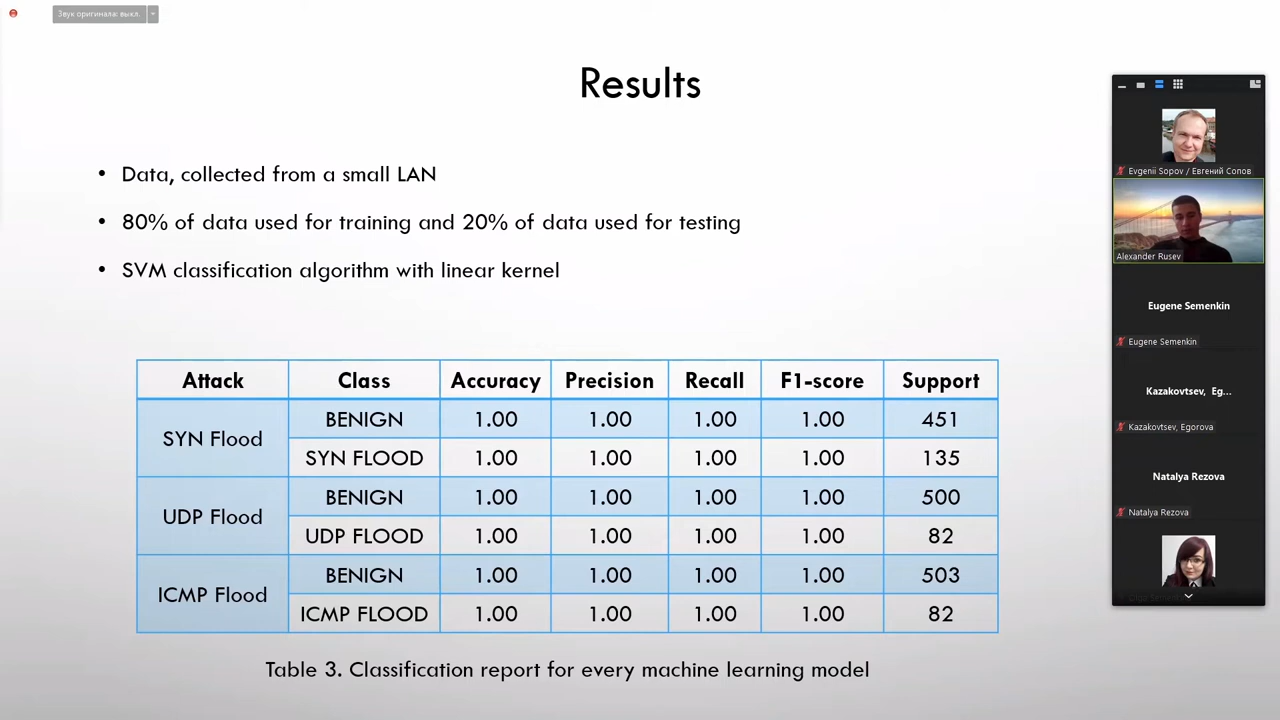 Звук оригинала: выкл.
Results
• Data, collected from a small LAN
• 80% of data used for training and 20% of data used for testing
• SVM classification algorithm with linear kernel
Attack Class Accuracy Precision Recall F1-score Support
SYN Flood BENIGN 1.00 1.00 1.00 1.00 451
SYN FLOOD 1.00 1.00 1.00 1.00 135
UDP Flood BENIGN 1.00 1.00 1.00 1.00 500
UDP FLOOD 1.00 1.00 1.00 1.00 82
ICMP Flood BENIGN 1.00 1.00 1.00 1.00 503
ICMP FLOOD 1.00 1.00 1.00 1.00 82
Table 3. Classification report for every machine learning model
Evgenii Sopov / Евгений Сопов
Alexander Rusev
Eugene Semenkin
Eugene Semenkin
Kazakovtsev, Eg...
Kazakovtsev, Egorova
Natalya Rezova
Natalya Rezova